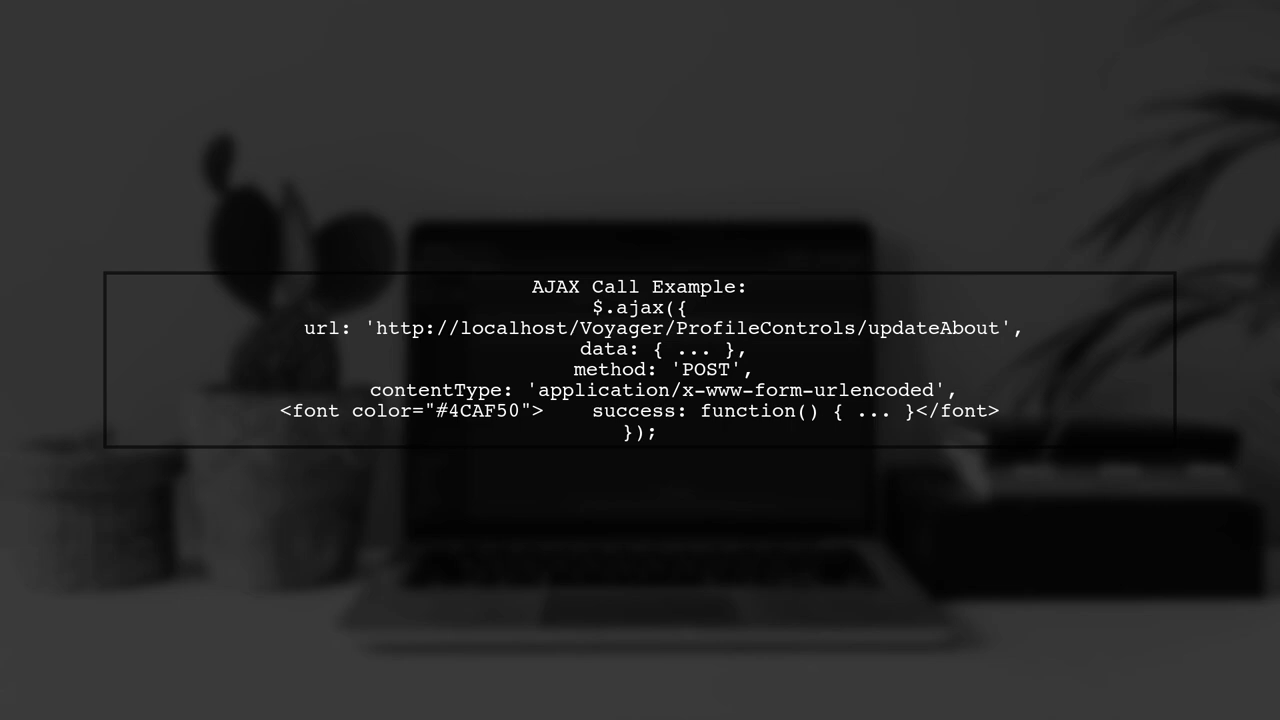 AJAX Call Example:
$.ajax({
url: 'http://localhost/Voyager/ProfileControls/updateAbout',
data: { ... },
method: 'POST',
contentType: 'application/x-www-form-urlencoded',
<font color="#4CAF50">    success: function() { ... }</font>
});